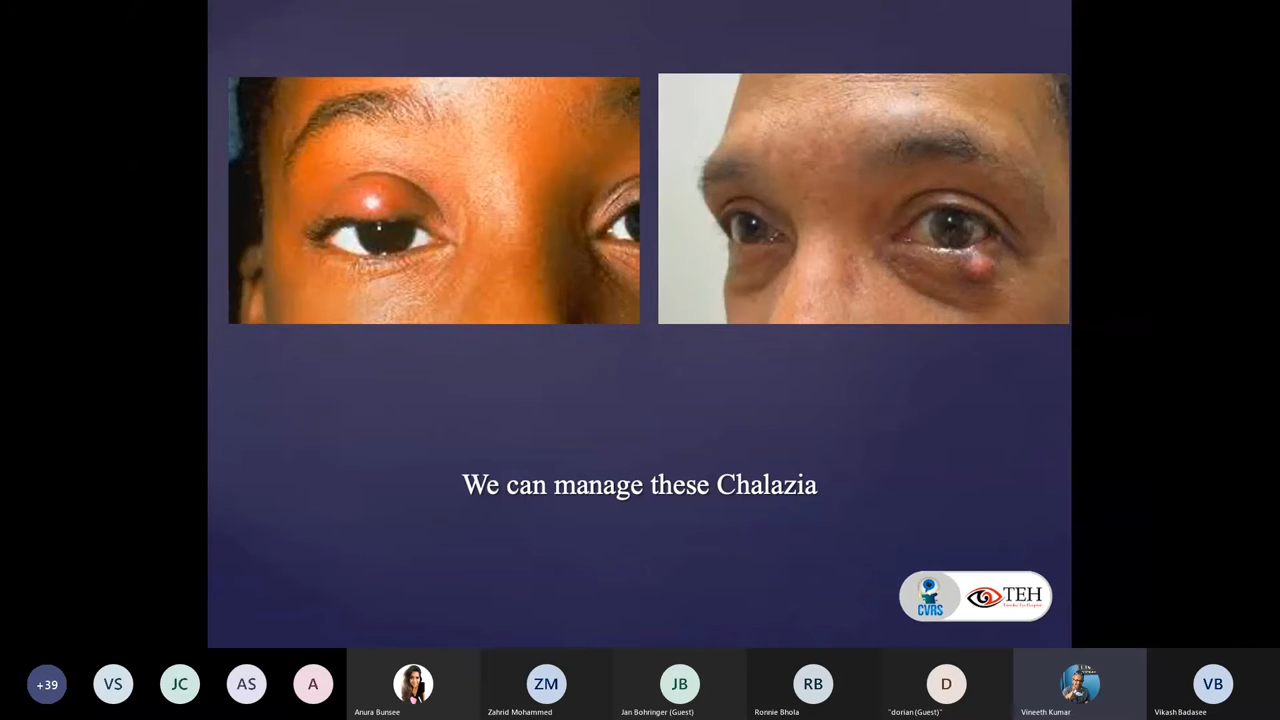 We can manage these Chalazia
CVRS
TEH
+39
VS
JC
AS
A
Anura Bunsee
ZM
Zahrid Mohammed
JB
Jan Bohringer (Guest)
RB
Ronnie Bhola
D
"dorian(Guest)"
Vineeth Kumar
VB
Vikash Badasee